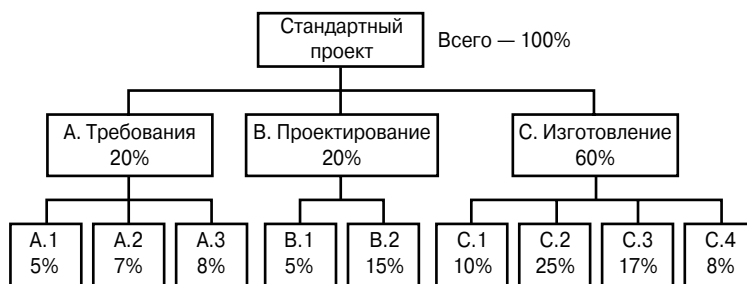 Стандартный
проект
Всего — 100%
А. Требования
20%
В. Проектирование
20%
С. Изготовление
60%
А.1
5%
А.2
7%
А.3
8%
В.1
5%
В.2
15%
С.1
10%
С.2
25%
С.3
17%
С.4
8%